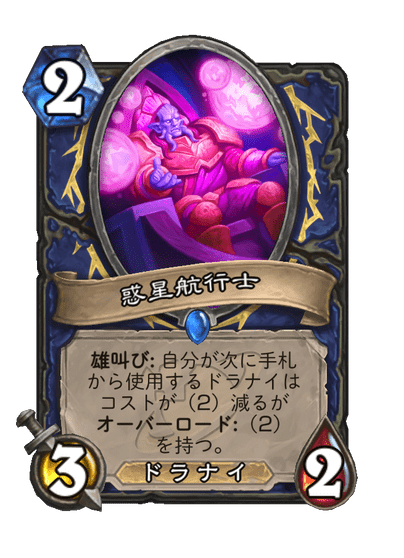 2
惑星航行士
雄叫び: 自分が次に手札
から使用するドラナイは
コストが（2）減るが
オーバーロード:（2）
を持つ。
3
ドラナイ
2